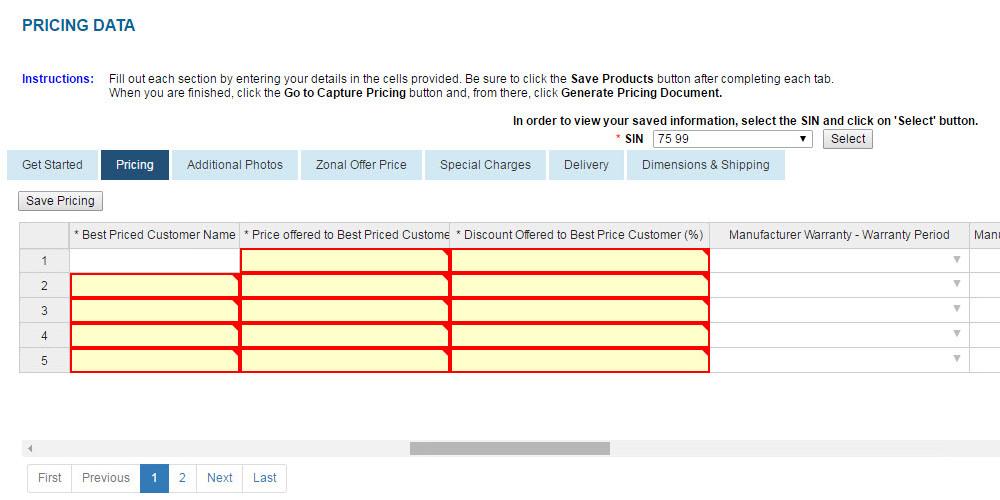 PRICING DATA
Instructions: Fill out each section by entering your details in the cells provided. Be sure to click the Save Products button after completing each tab.
When you are finished, click the Go to Capture Pricing button and, from there, click Generate Pricing Document.
In order to view your saved information, select the SIN and click on 'Select' button.
* SIN 75 99 Select
Get Started Pricing Additional Photos Zonal Offer Price Special Charges Delivery Dimensions & Shipping
Save Pricing
* Best Priced Customer Name * Price offered to Best Priced Custome * Discount Offered to Best Price Customer (%) Manufacturer Warranty - Warranty Period Manu
1
2
3
4
5
First Previous 1 2 Next Last